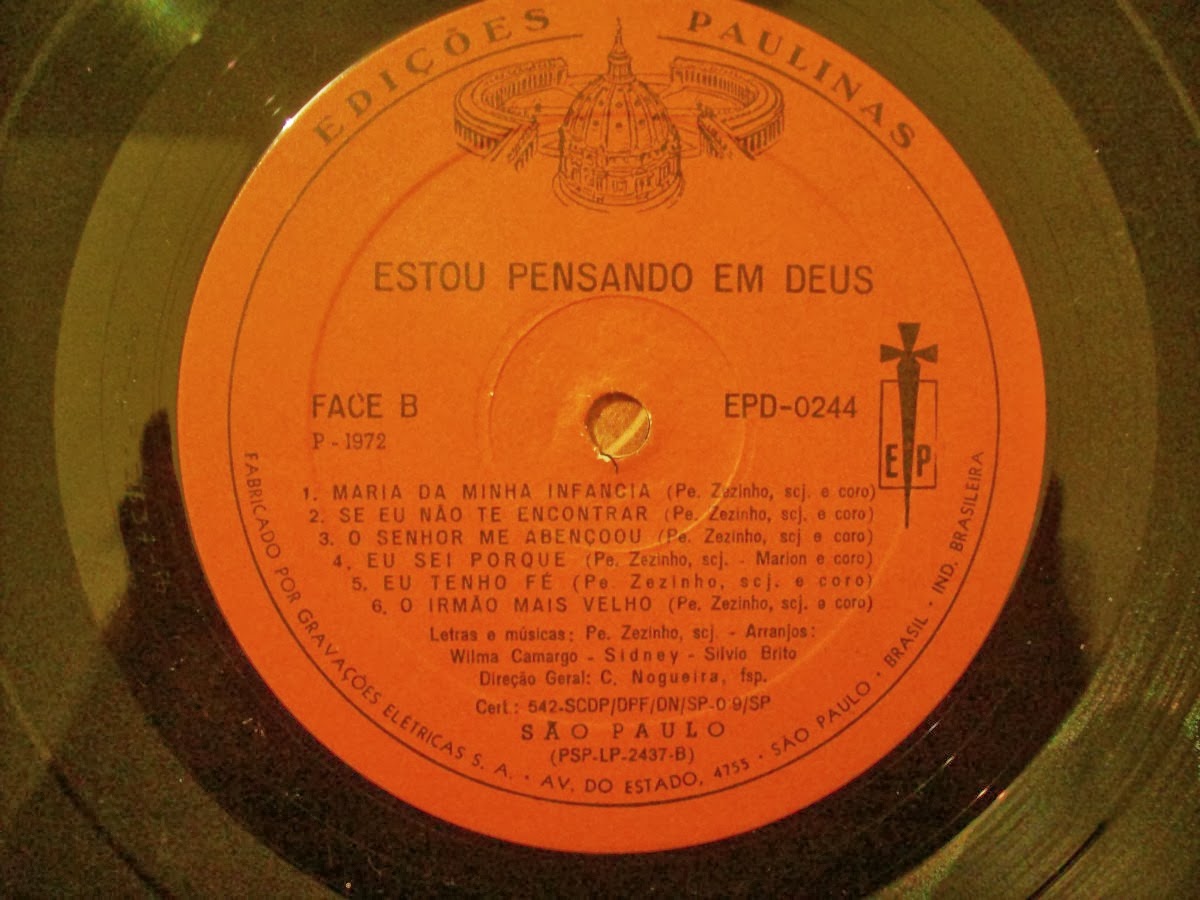 EDIÇÕES PAULINAS
ESTOU PENSANDO EM DEUS
FACE B
EPD-0244
P - 1972
EP
1. MARIA DA MINHA INFANCIA (Pe. Zezinho, scj. e coro)
2. SE EU NÃO TE ENCONTRAR (Pe. Zezinho, scj. e coro)
3. O SENHOR ME ABENÇOOU (Pe. Zezinho, scj e coro)
4. EU SEI PORQUE (Pe. Zezinho, scj. - Marion e coro)
5. EU TENHO FÉ (Pe. Zezinho, scj. e coro)
6. O IRMÃO MAIS VELHO (Pe. Zezinho, scj. e coro)
Letras e músicas: Pe. Zezinho, scj. - Arranjos:
Wilma Camargo - Sidney - Silvio Brito
Direção Geral: C. Nogueira, fsp.
Cert.: 542-SCDP/DPF/DN/SP-0 9/SP
SÃO PAULO
(PSP-LP-2437-B)
FABRICADO POR GRAVAÇÕES ELÉTRICAS S. A. · AV. DO ESTADO, 4755 · SÃO PAULO · BRASIL · IND. BRASILEIRA